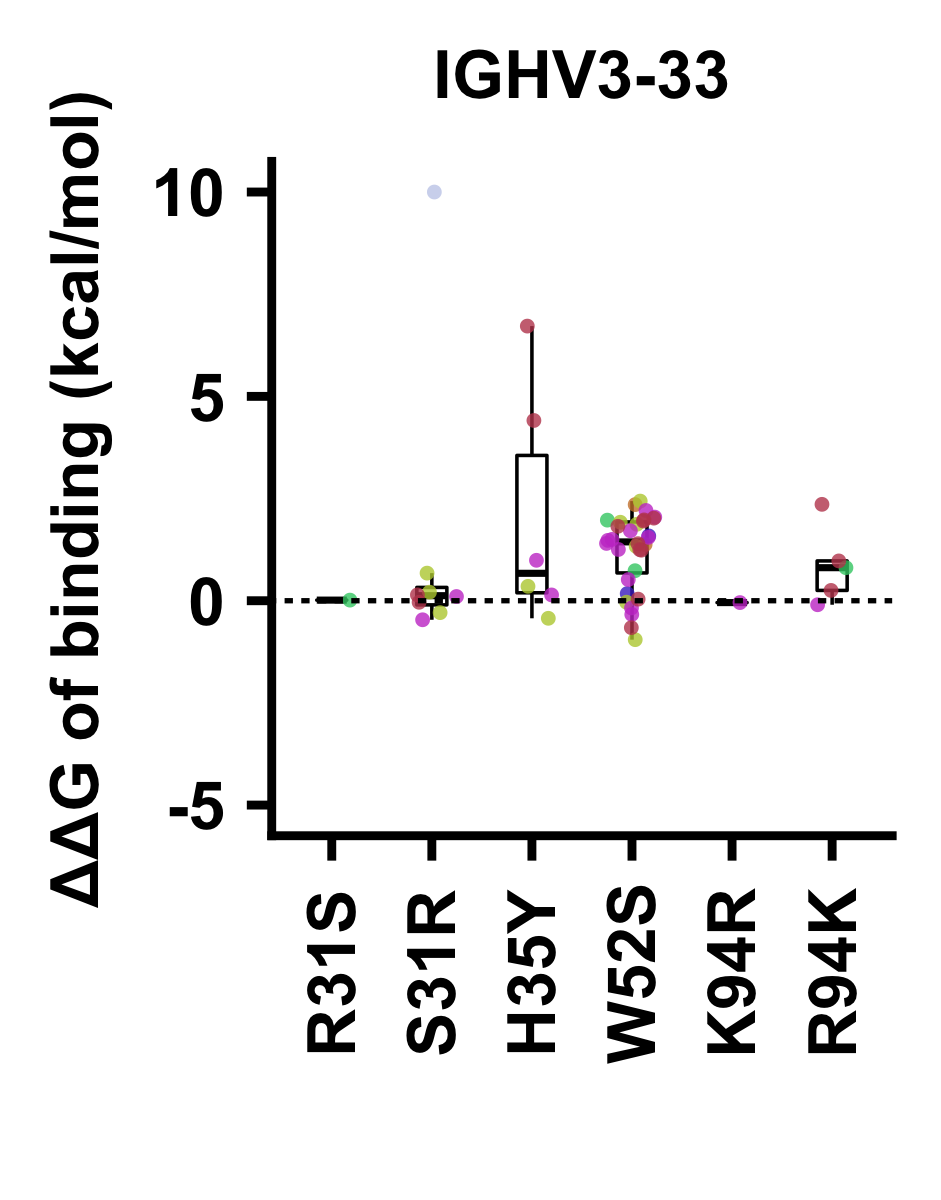 IGHV3-33
ΔΔG of binding (kcal/mol)
10
5
0
-5
R31S
S31R
H35Y
W52S
K94R
R94K